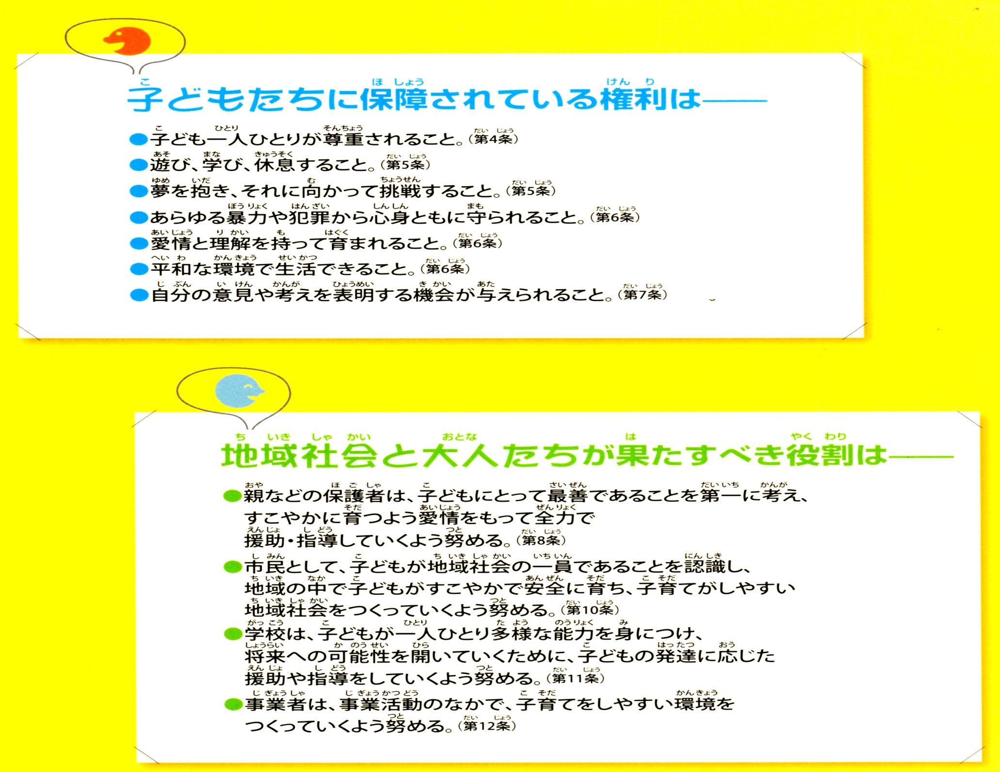 子どもたちに保障されている権利は——
●子ども一人ひとりが尊重されること。（第4条）
●遊び、学び、休息すること。（第5条）
●夢を抱き、それに向かって挑戦すること。（第5条）
●あらゆる暴力や犯罪から心身ともに守られること。（第6条）
●愛情と理解を持って育まれること。（第6条）
●平和な環境で生活できること。（第6条）
●自分の意見や考えを表明する機会が与えられること。（第7条）
地域社会と大人たちが果たすべき役割は——
●親などの保護者は、子どもにとって最善であることを第一に考え、
すこやかに育つよう愛情をもって全力で
援助・指導していくよう努める。（第8条）
●市民として、子どもが地域社会の一員であることを認識し、
地域の中で子どもがすこやかで安全に育ち、子育てがしやすい
地域社会をつくっていくよう努める。（第10条）
●学校は、子どもが一人ひとり多様な能力を身につけ、
将来への可能性を開いていくために、子どもの発達に応じた
援助や指導をしていくよう努める。（第11条）
●事業者は、事業活動のなかで、子育てをしやすい環境を
つくっていくよう努める。（第12条）